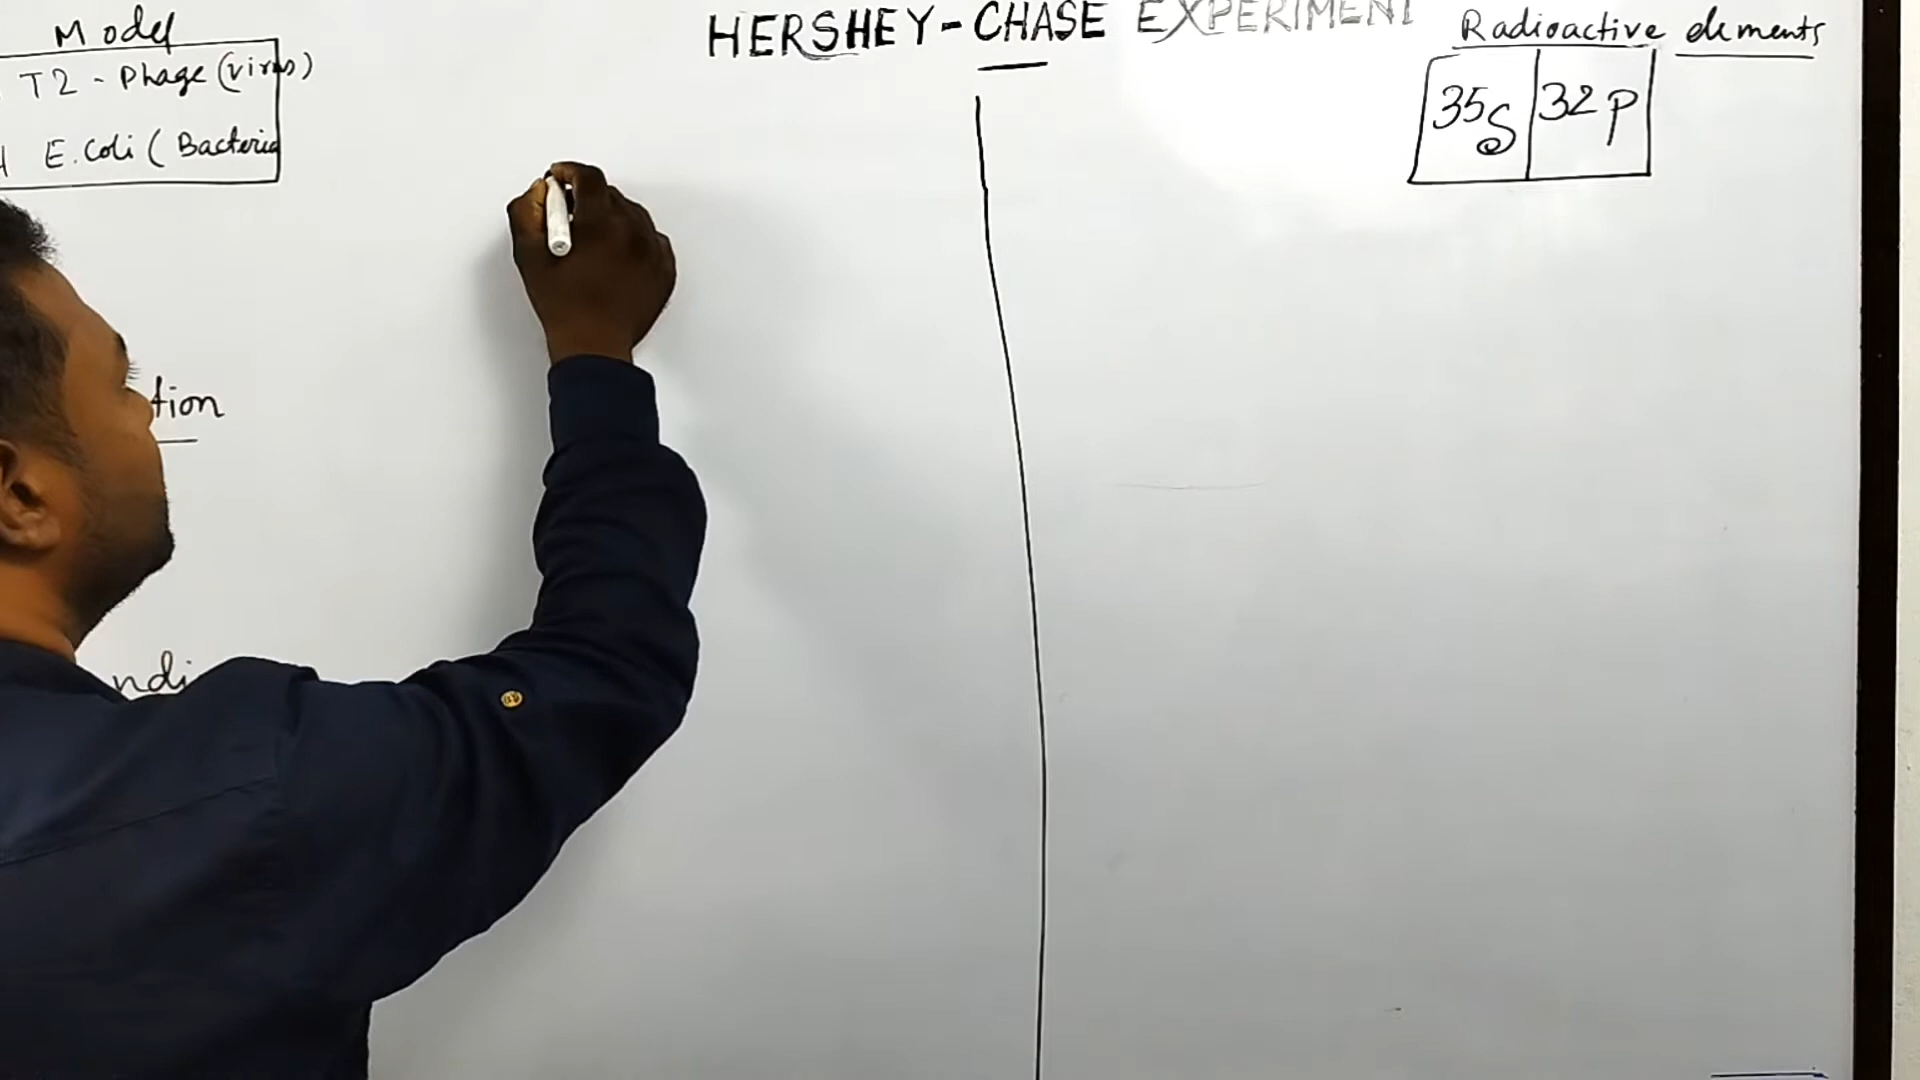 Model
T2 - Phage (virus)
E. Coli ( Bacteria
tion
ndi
HERSHEY - CHASE EXPERIMENT
Radioactive elements
35S 32P